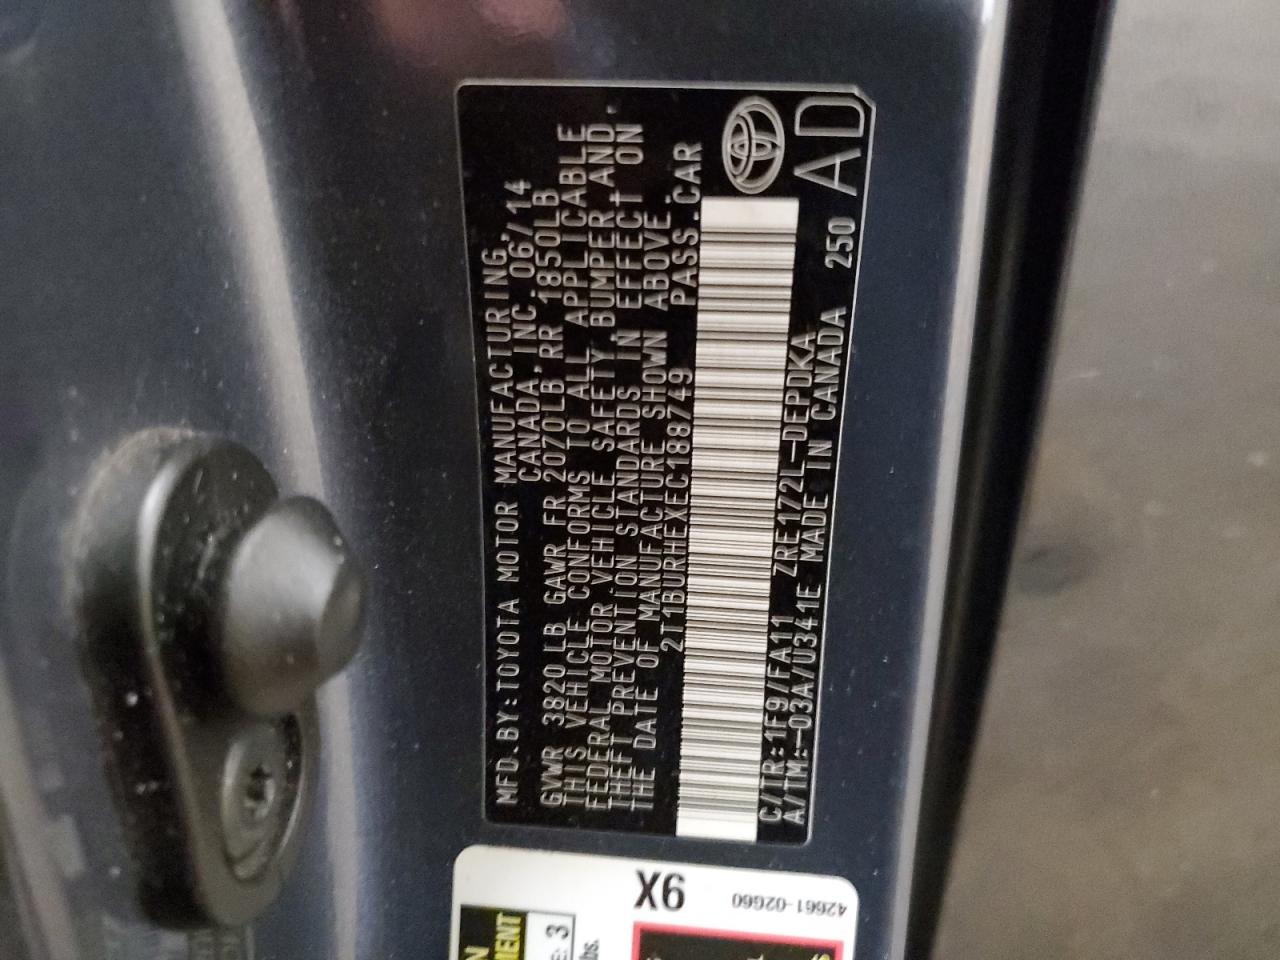 MFD.BY:TOYOTA MOTOR MANUFACTURING,
CANADA,INC. 06/14
GVWR 3820 LB GAWR FR 2070LB,RR 1850LB
THIS VEHICLE CONFORMS TO ALL APPLICABLE
FEDERAL MOTOR VEHICLE SAFETY,BUMPER,AND
THEFT PREVENTION STANDARDS IN EFFECT ON
THE DATE OF MANUFACTURE SHOWN ABOVE.
2T1BURHEXEC188749 PASS.CAR
C/TR:1F9/FA11 ZRE172L-DEPDKA
A/TM:-03A/U341E MADE IN CANADA 250
AD
9X
42661-02G60
3
lbs.